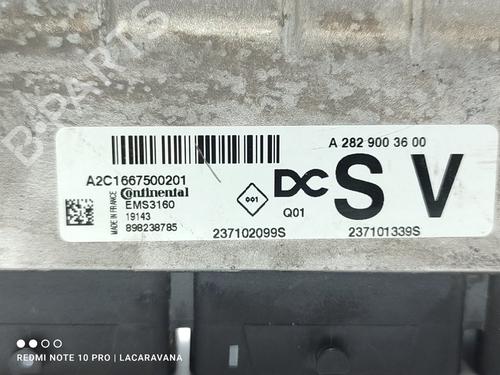 B-PARTS
A 282 900 36 00
A2C1667500201
Continental
MADE IN FRANCE
EMS3160
19143
898238785
001
DC
Q01
S V
237102099S
237101339S
REDMI NOTE 10 PRO | LACARAVANA